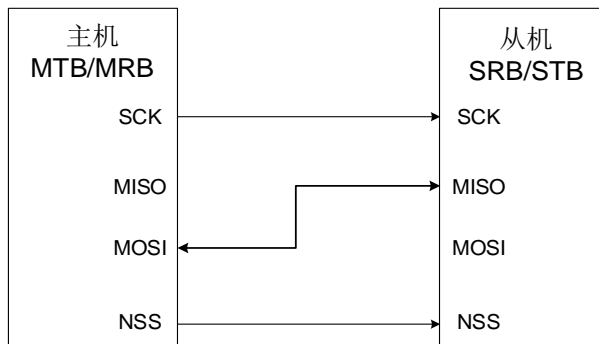 主机
MTB/MRB
SCK
MISO
MOSI
NSS
从机
SRB/STB
SCK
MISO
MOSI
NSS